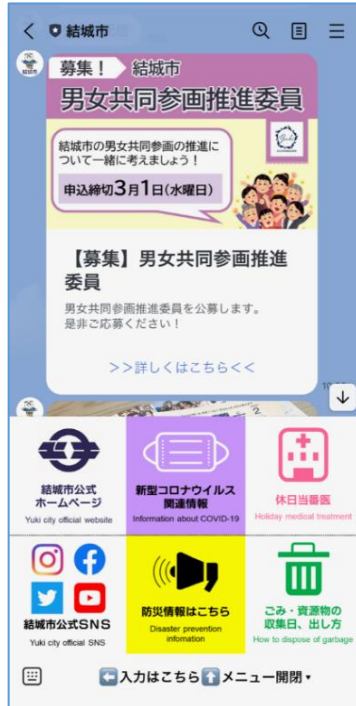 結城市
募集！ 結城市
男女共同参画推進委員
結城市の男女共同参画の推進に
ついて一緒に考えましょう！
申込締切3月1日(水曜日)
【募集】男女共同参画推進
委員
男女共同参画推進委員を公募します。
是非ご応募ください！
>>詳しくはこちら<<
結城市公式
ホームページ
Yuki city official website
新型コロナウイルス
関連情報
Information about COVID-19
休日当番医
Holiday medical treatment
結城市公式SNS
Yuki city official SNS
防災情報はこちら
Disaster prevention
infomation
ごみ・資源物の
収集日、出し方
How to dispose of garbage
入力はこちら メニュー開閉